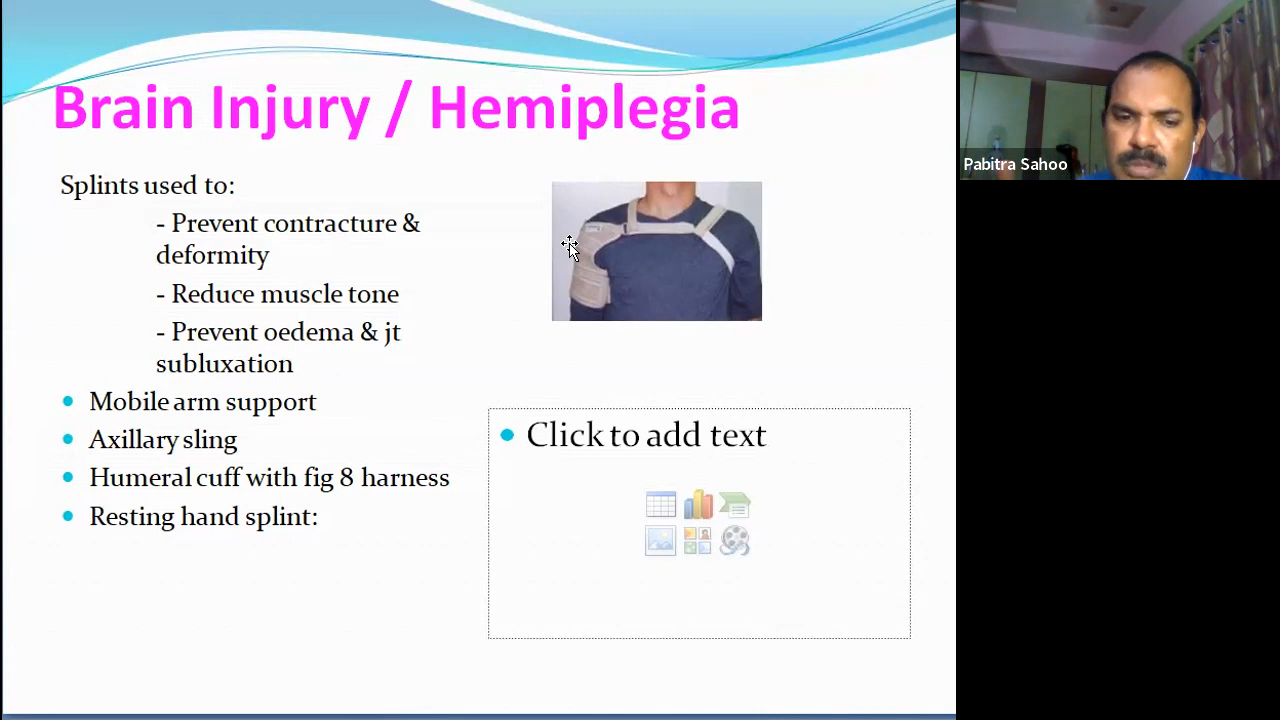 Brain Injury / Hemiplegia
Splints used to:
- Prevent contracture &
deformity
- Reduce muscle tone
- Prevent oedema & jt
subluxation
Mobile arm support
Axillary sling
Humeral cuff with fig 8 harness
Resting hand splint:
Click to add text
Pabitra Sahoo